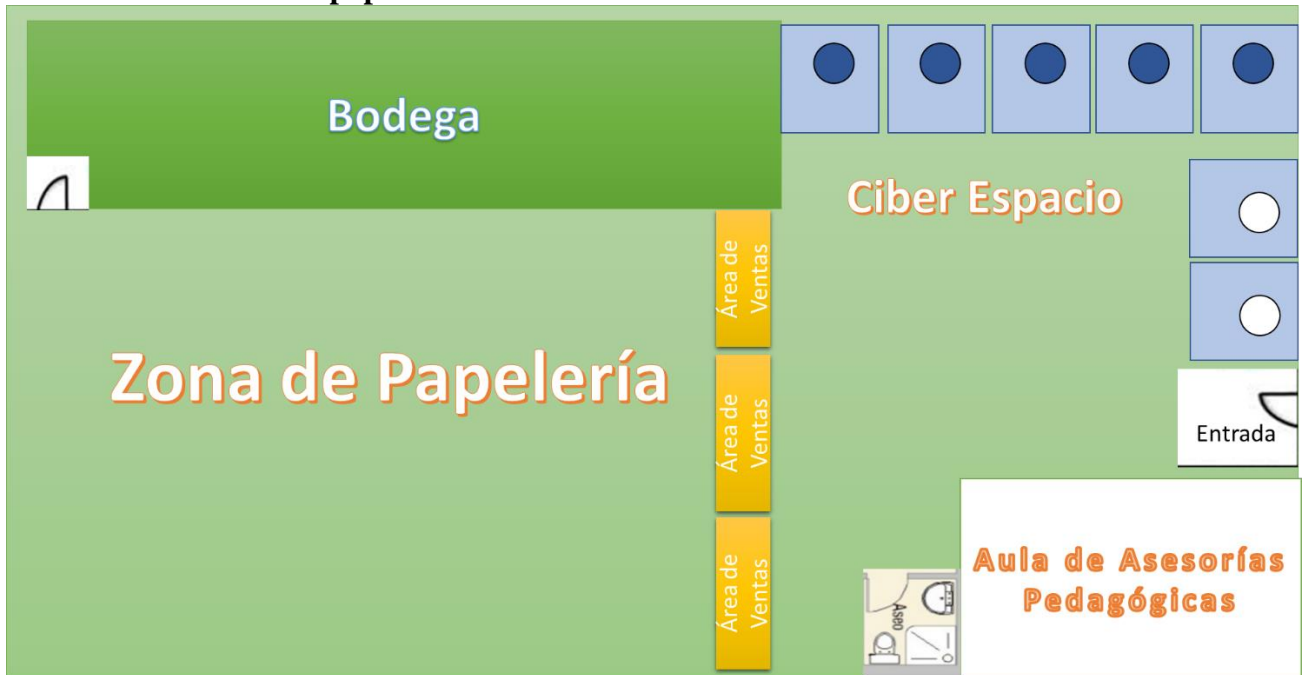 Bodega
Ciber Espacio
Área de
Ventas
Zona de Papelería
Área de
Ventas
Entrada
Área de
Ventas
Aseo
Aula de Asesorías
Pedagógicas